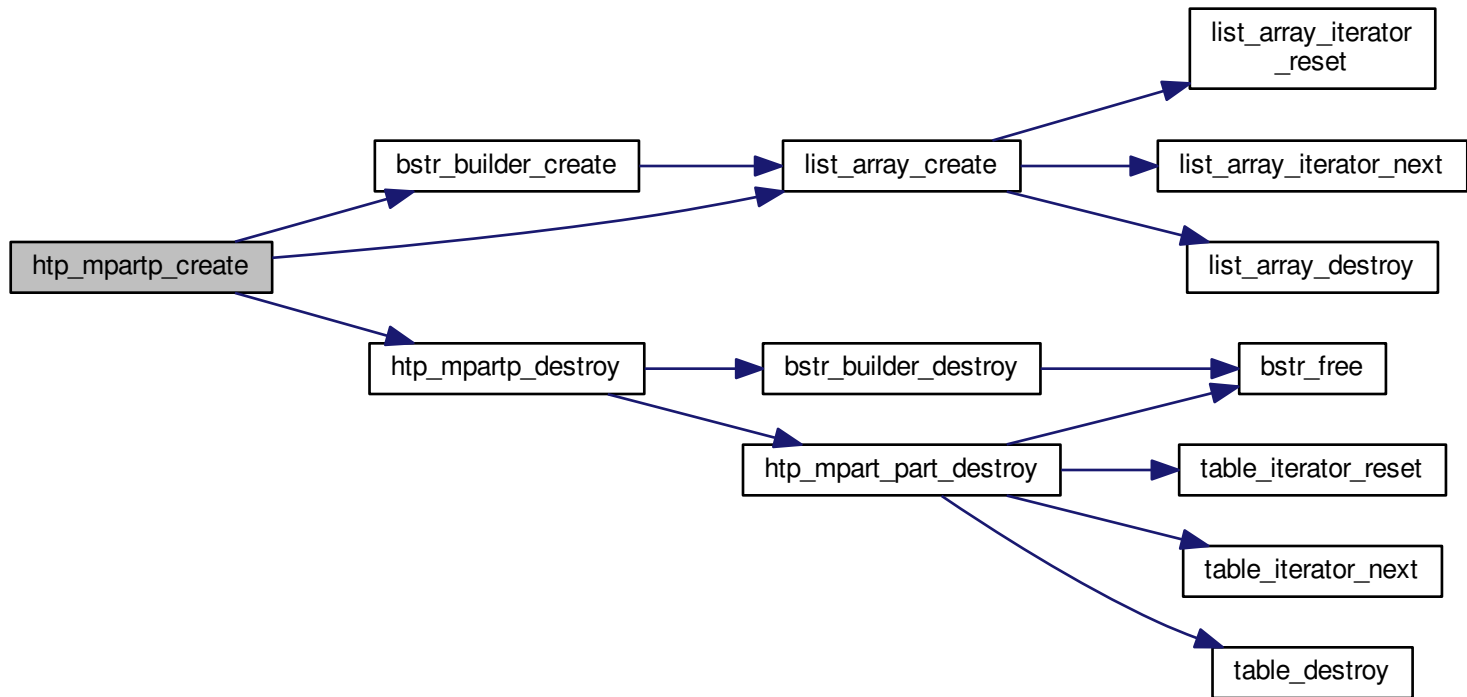 list_array_iterator
_reset
bstr_builder_create
list_array_create
list_array_iterator_next
htp_mpartp_create
list_array_destroy
htp_mpartp_destroy
bstr_builder_destroy
bstr_free
htp_mpart_part_destroy
table_iterator_reset
table_iterator_next
table_destroy